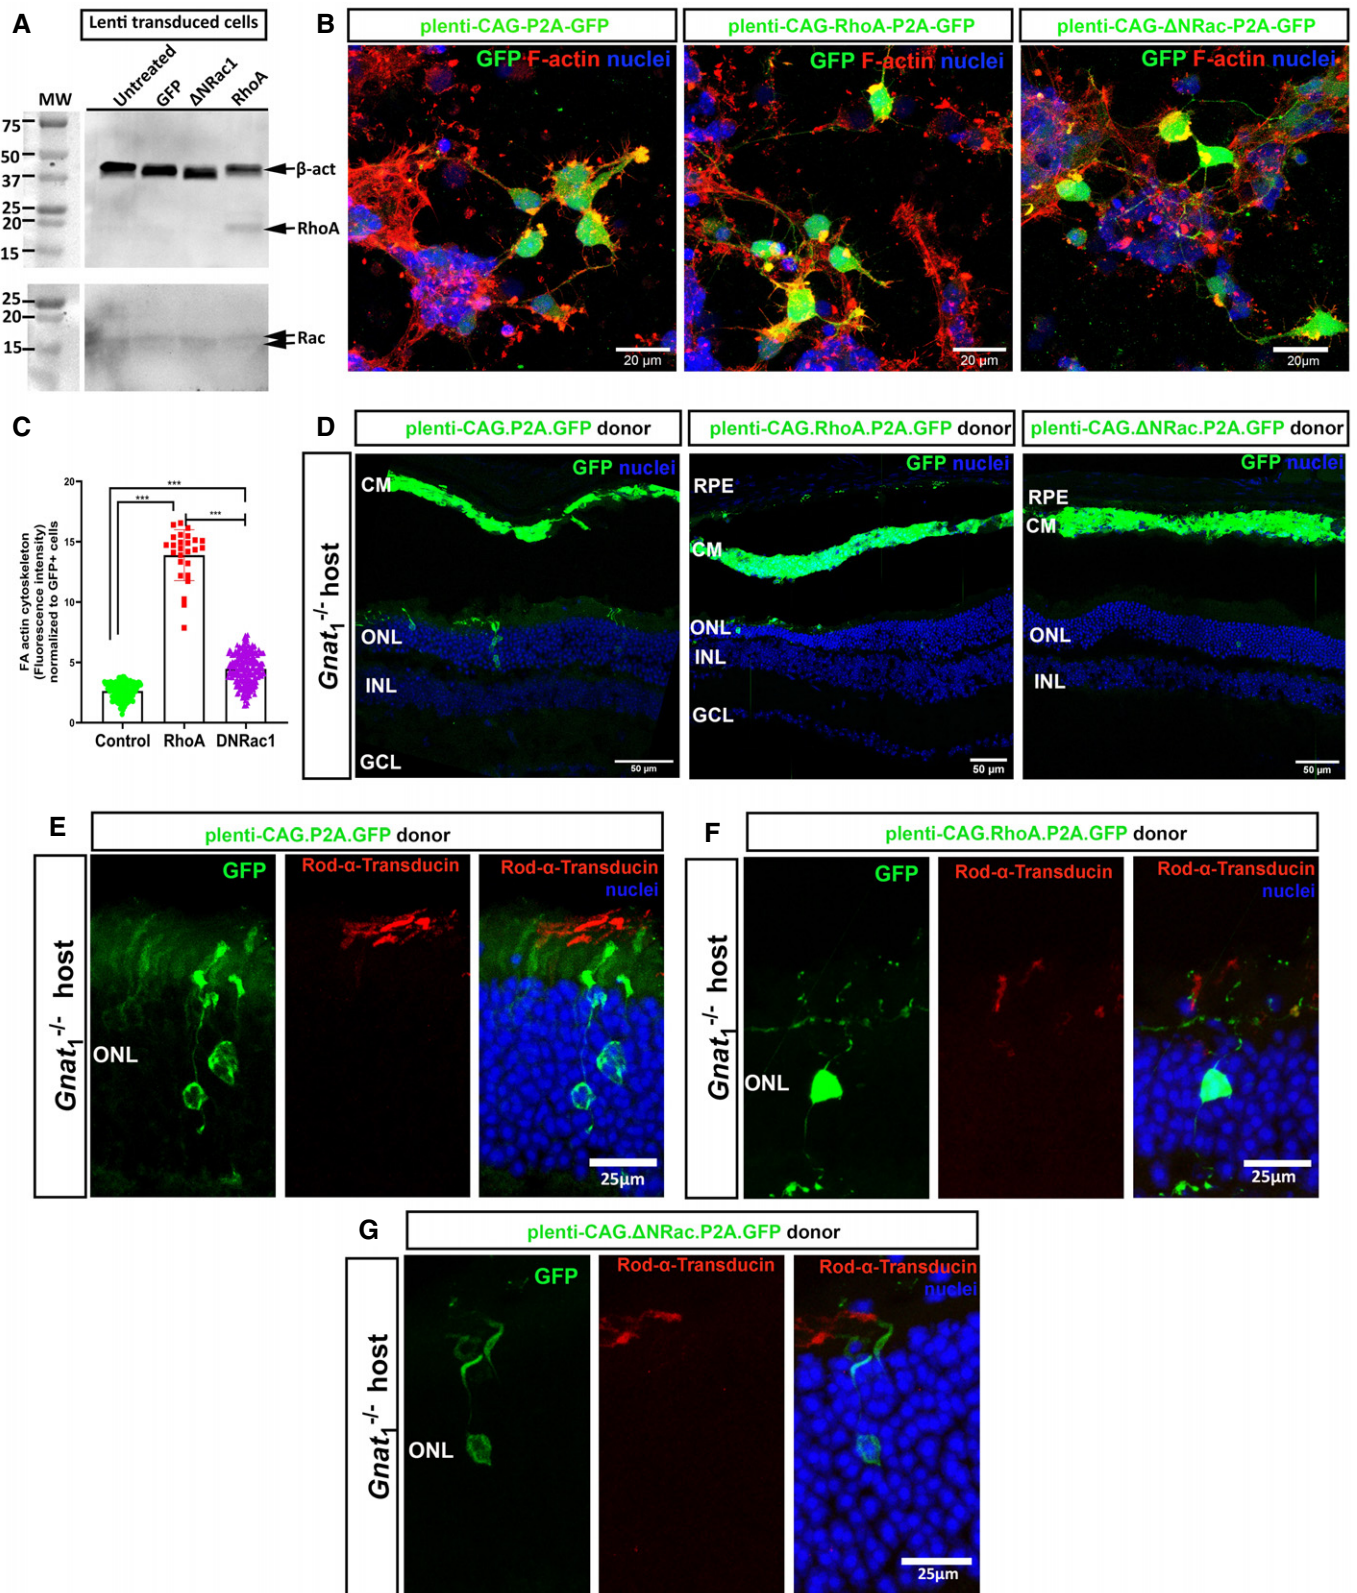 A
Lenti transduced cells
MW
Untreated
GFP
ΔNRac1
RhoA
75
50
37
25
20
15
β-act
RhoA
25
20
15
Rac
B
plenti-CAG-P2A-GFP
plenti-CAG-RhoA-P2A-GFP
plenti-CAG-ΔNRac-P2A-GFP
GFP F-actin nuclei
GFP F-actin nuclei
GFP F-actin nuclei
20 µm
20 µm
20µm
C
FA actin cytoskeleton
(Fluorescence intensity)
normalized to GFP+ cells
20
15
10
5
0
***
***
***
Control
RhoA
DNRac1
D
plenti-CAG.P2A.GFP donor
plenti-CAG.RhoA.P2A.GFP donor
plenti-CAG.ΔNRac.P2A.GFP donor
Gnat1-/- host
GFP nuclei
CM
ONL
INL
GCL
50 µm
GFP nuclei
RPE
CM
ONL
INL
GCL
50 µm
GFP nuclei
RPE
CM
ONL
INL
50 µm
E
plenti-CAG.P2A.GFP donor
Gnat1-/- host
GFP
ONL
Rod-α-Transducin
Rod-α-Transducin
nuclei
25µm
F
plenti-CAG.RhoA.P2A.GFP donor
Gnat1-/- host
GFP
ONL
Rod-α-Transducin
Rod-α-Transducin
nuclei
25µm
G
plenti-CAG.ΔNRac.P2A.GFP donor
Gnat1-/- host
GFP
ONL
Rod-α-Transducin
Rod-α-Transducin
nuclei
25µm